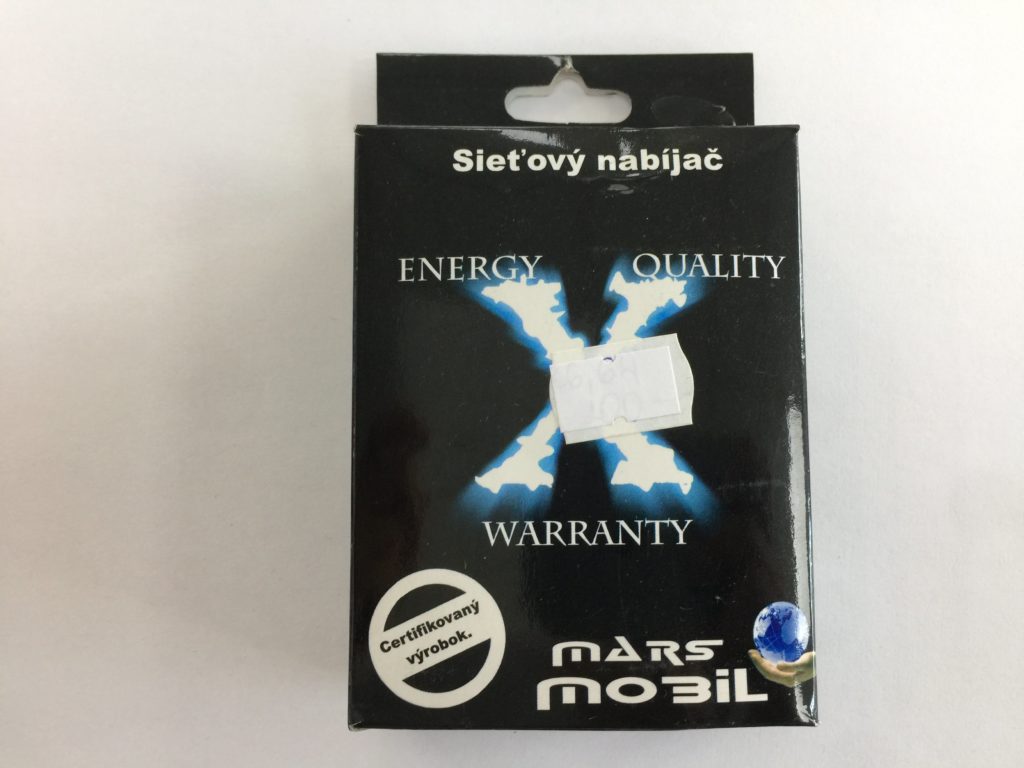 Sieťový nabíjač
ENERGY QUALITY
X
WARRANTY
Certifikovaný
výrobok.
MARS
MOBIL